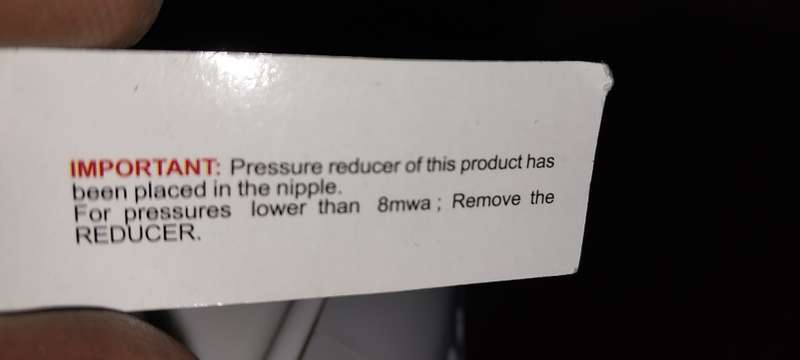 IMPORTANT: Pressure reducer of this product has
been placed in the nipple.
For pressures lower than 8mwa ; Remove the
REDUCER.